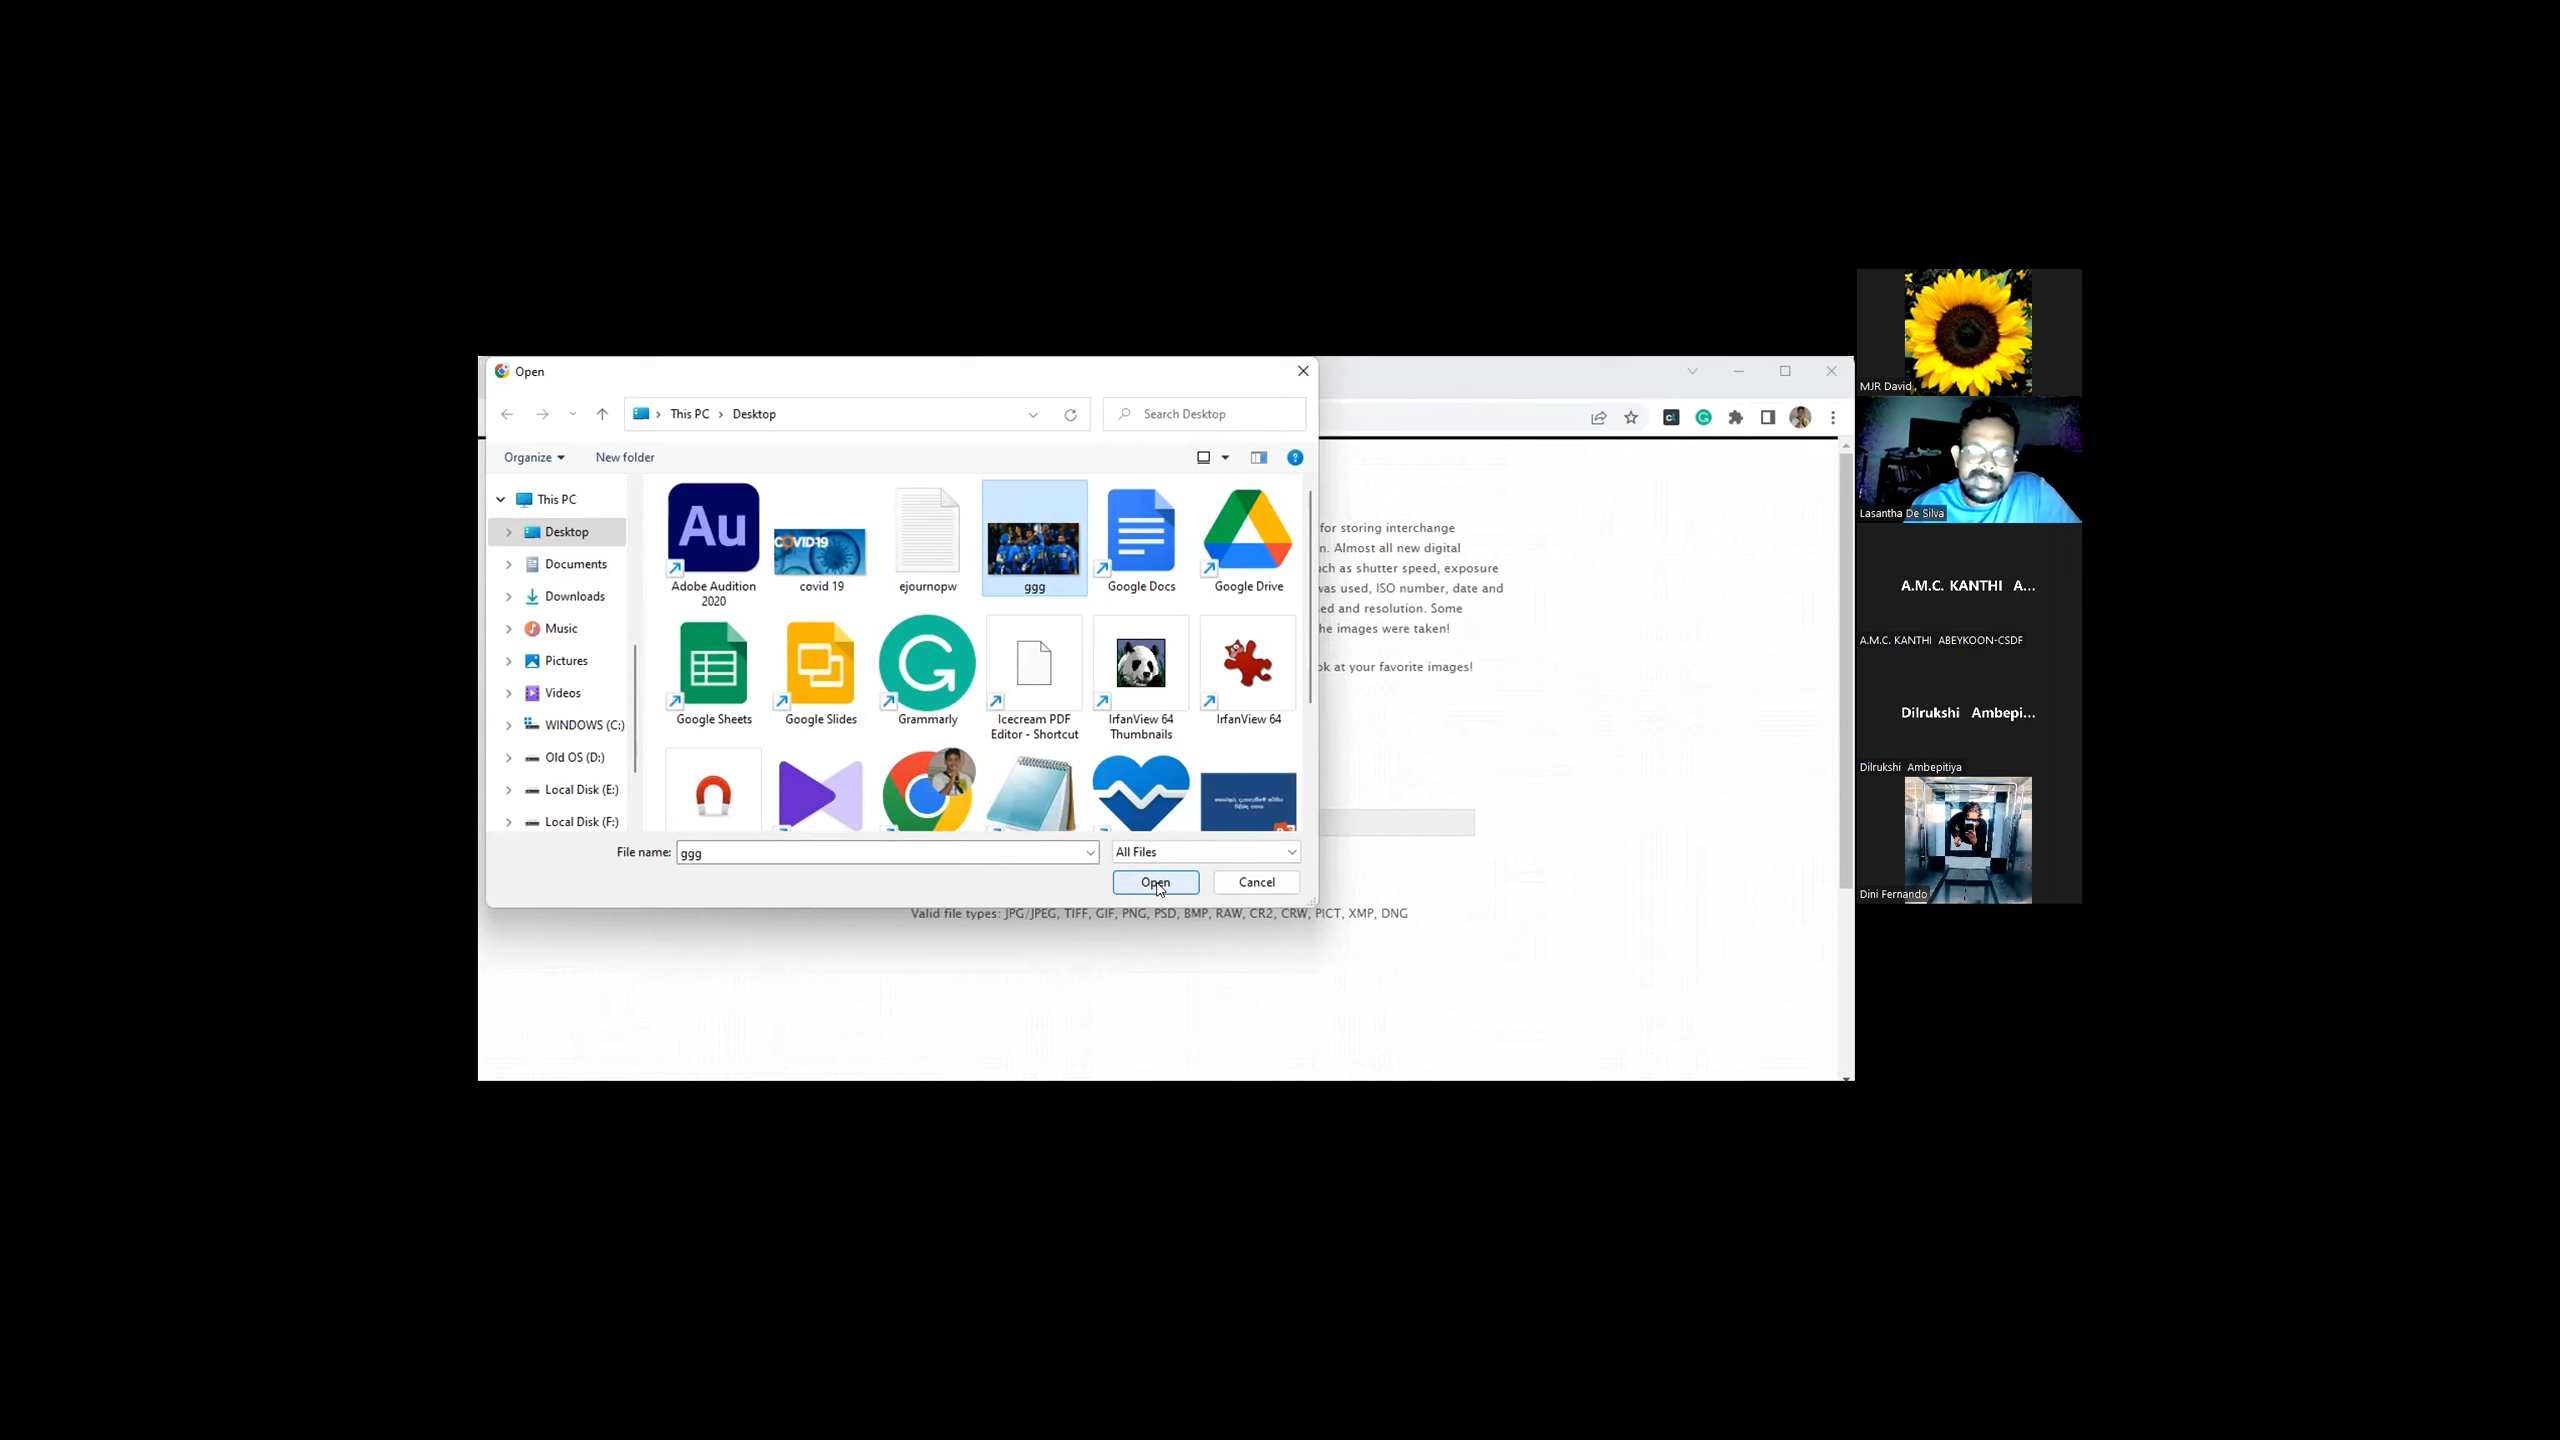 Open
This PC
Desktop
Search Desktop
Organize
New folder
This PC
Desktop
Documents
Downloads
Music
Pictures
Videos
WINDOWS (C:)
Old OS (D:)
Local Disk (E:)
Local Disk (F:)
Au
Adobe Audition
2020
COVID-19
covid 19
ejournopw
ggg
Google Docs
Google Drive
Google Sheets
Google Slides
Grammarly
Icecream PDF
Editor - Shortcut
IrfanView 64
Thumbnails
IrfanView 64
File name:
ggg
All Files
Open
Cancel
for storing interchange
n. Almost all new digital
uch as shutter speed, exposure
was used, ISO number, date and
sed and resolution. Some
he images were taken!
ok at your favorite images!
Valid file types: JPG/JPEG, TIFF, GIF, PNG, PSD, BMP, RAW, CR2, CRW, PICT, XMP, DNG
MJR David
Lasantha De Silva
A.M.C. KANTHI A...
A.M.C. KANTHI ABEYKOON-CSDF
Dilrukshi Ambepi...
Dilrukshi Ambepitiya
Dini Fernando